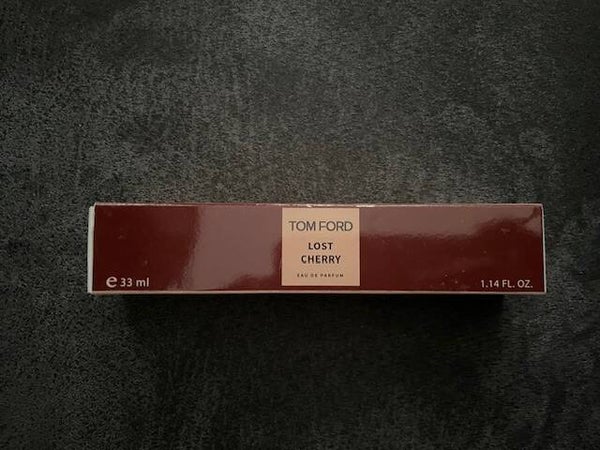 TOM FORD
LOST
CHERRY
EAU DE PARFUM
e 33 ml
1.14 FL. OZ.